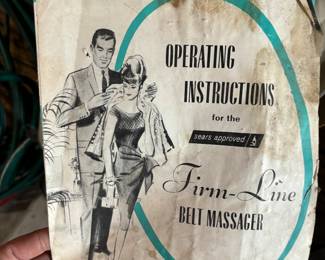 OPERATING
INSTRUCTIONS
for the
sears approved
Firm-Line
BELT MASSAGER